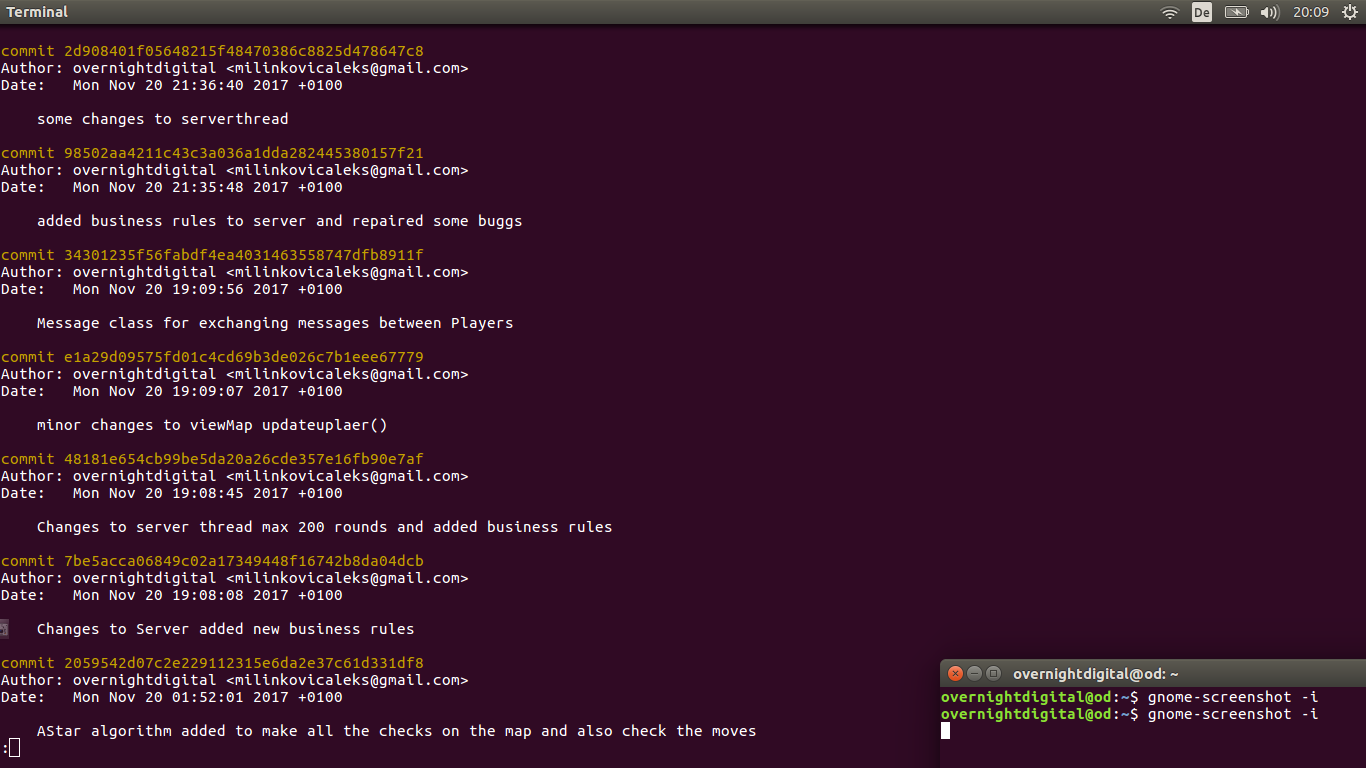 Terminal
De
20:09
commit 2d908401f05648215f48470386c8825d478647c8
Author: overnightdigital <milinkovicaleks@gmail.com>
Date:   Mon Nov 20 21:36:40 2017 +0100
some changes to serverthread
commit 98502aa4211c43c3a036a1dda282445380157f21
Author: overnightdigital <milinkovicaleks@gmail.com>
Date:   Mon Nov 20 21:35:48 2017 +0100
added business rules to server and repaired some buggs
commit 34301235f56fabdf4ea4031463558747dfb8911f
Author: overnightdigital <milinkovicaleks@gmail.com>
Date:   Mon Nov 20 19:09:56 2017 +0100
Message class for exchanging messages between Players
commit e1a29d09575fd01c4cd69b3de026c7b1eee67779
Author: overnightdigital <milinkovicaleks@gmail.com>
Date:   Mon Nov 20 19:09:07 2017 +0100
minor changes to viewMap updateuplaer()
commit 48181e654cb99be5da20a26cde357e16fb90e7af
Author: overnightdigital <milinkovicaleks@gmail.com>
Date:   Mon Nov 20 19:08:45 2017 +0100
Changes to server thread max 200 rounds and added business rules
commit 7be5acca06849c02a17349448f16742b8da04dcb
Author: overnightdigital <milinkovicaleks@gmail.com>
Date:   Mon Nov 20 19:08:08 2017 +0100
Changes to Server added new business rules
commit 2059542d07c2e229112315e6da2e37c61d331df8
Author: overnightdigital <milinkovicaleks@gmail.com>
Date:   Mon Nov 20 01:52:01 2017 +0100
AStar algorithm added to make all the checks on the map and also check the moves
:
overnightdigital@od: ~
overnightdigital@od:~$ gnome-screenshot -i
overnightdigital@od:~$ gnome-screenshot -i